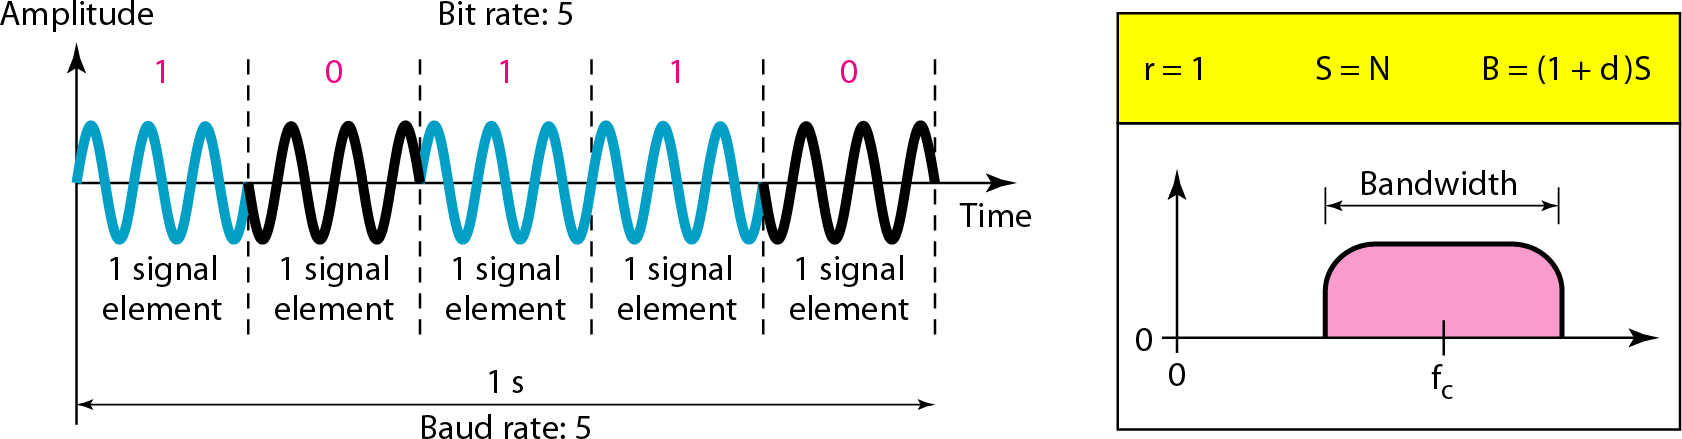 Amplitude
Bit rate: 5
1 0 1 1 0
Time
1 signal element
1 signal element
1 signal element
1 signal element
1 signal element
1 s
Baud rate: 5
r = 1 S = N B = (1 + d)S
Bandwidth
0
0
fc